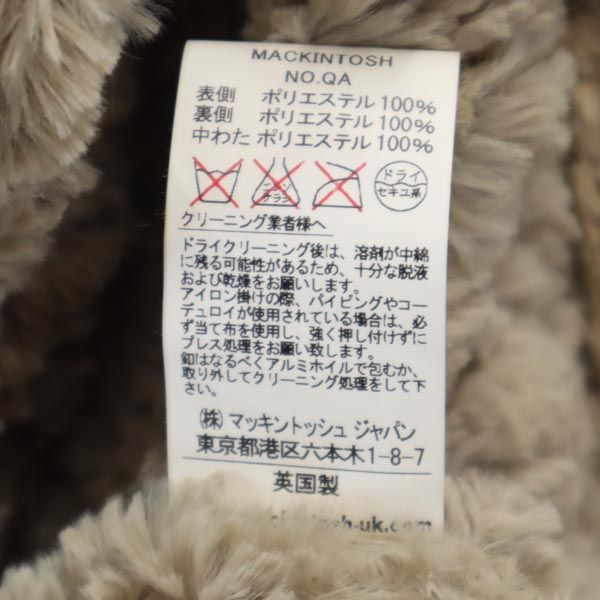 MACKINTOSH
NO.QA
表側 ポリエステル 100%
裏側 ポリエステル 100%
中わた ポリエステル 100%
エンソ サラシ ドライ セキユ系
クリーニング業者様へ
ドライクリーニング後は、溶剤が中綿
に残る可能性があるため、十分な脱液
および乾燥をお願いします。
アイロン掛けの際、パイピングやコー
デュロイが使用されている場合は、必
ず当て布を使用し、強く押し付けずに
プレス処理をお願い致します。
釦はなるべくアルミホイルで包むか、
取り外してクリーニング処理をして下さい。
(株) マッキントッシュ ジャパン
東京都港区六本木1-8-7
英国製
ckintosh-uk.com